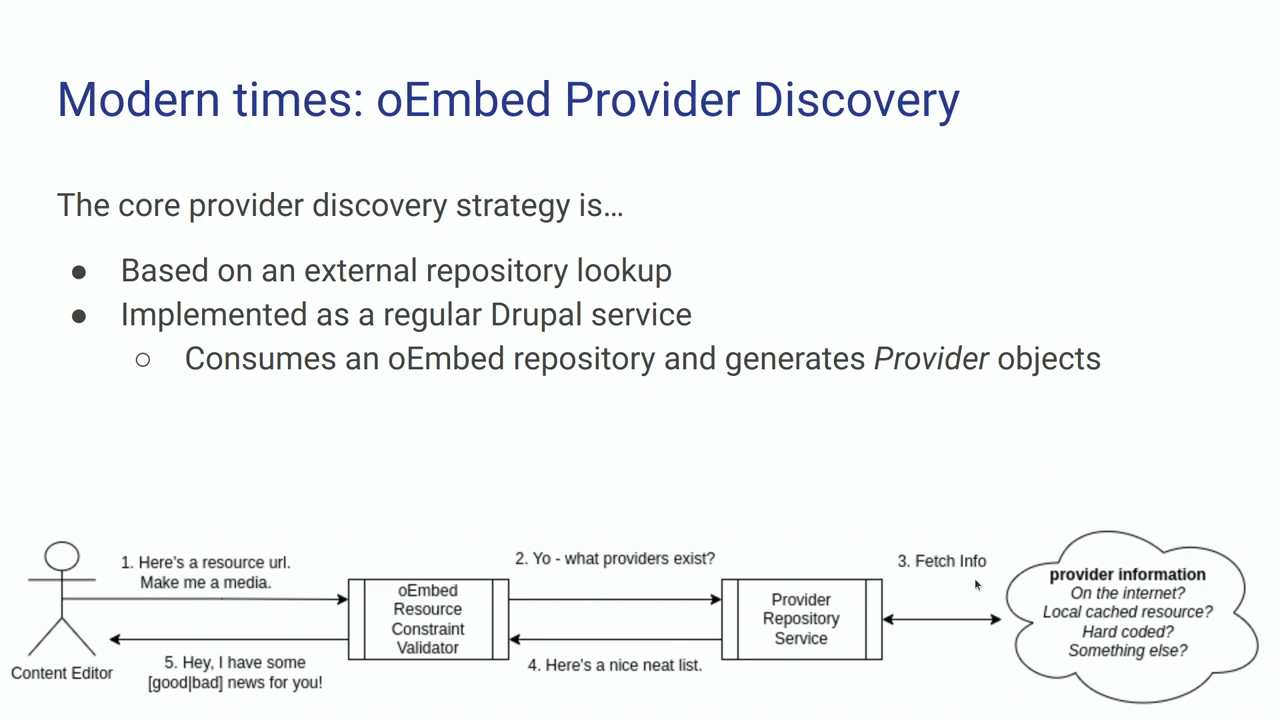 Modern times: oEmbed Provider Discovery
The core provider discovery strategy is…
● Based on an external repository lookup
● Implemented as a regular Drupal service
○ Consumes an oEmbed repository and generates Provider objects
1. Here's a resource url.
Make me a media.
2. Yo - what providers exist?
3. Fetch Info
oEmbed
Resource
Constraint
Validator
Provider
Repository
Service
provider information
On the internet?
Local cached resource?
Hard coded?
Something else?
Content Editor
5. Hey, I have some
[good|bad] news for you!
4. Here's a nice neat list.